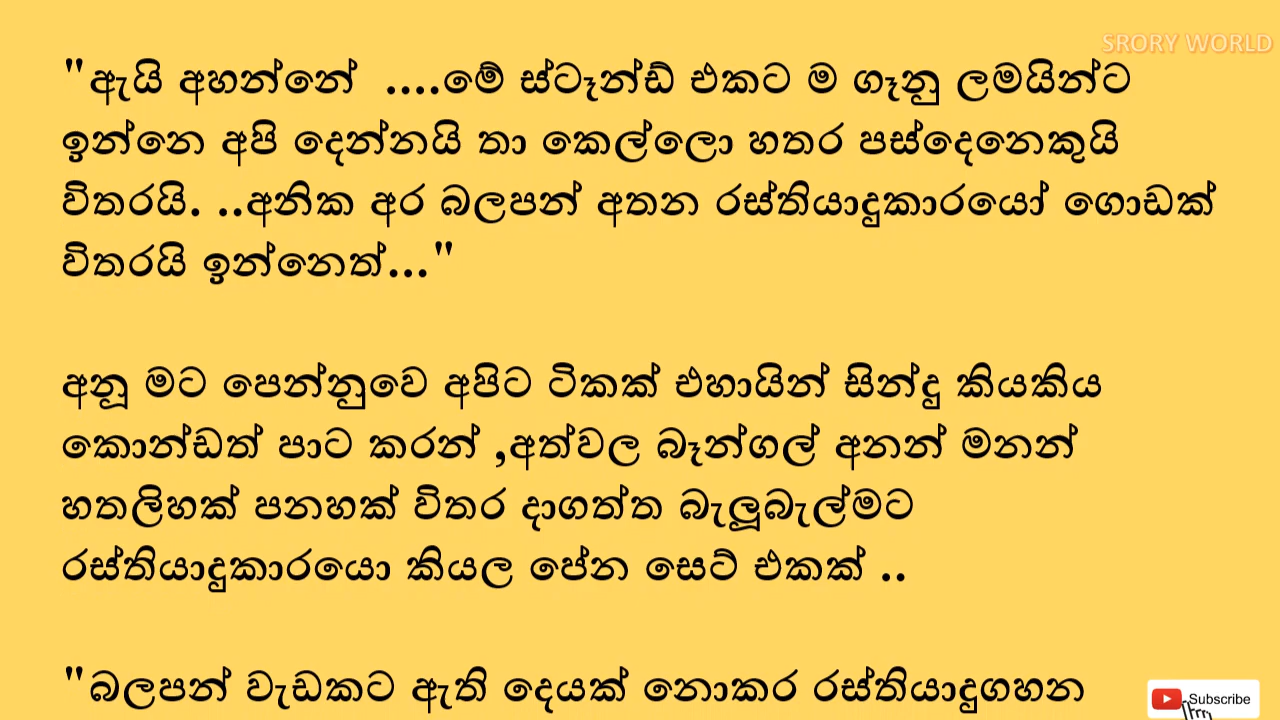 SRORY WORLD
"ඇයි අහන්නේ ....මේ ස්ටෑන්ඩ් එකට ම ගෑනු ලමයින්ට
ඉන්නෙ අපි දෙන්නයි තා කෙල්ලො හතර පස්දෙනෙකුයි
විතරයි. ..අනික අර බලපන් අතන රස්තියාදුකාරයෝ ගොඩක්
විතරයි ඉන්නෙත්..."
අනූ මට පෙන්නුවෙ අපිට ටිකක් එහායින් සින්දු කියකිය
කොන්ඩත් පාට කරන් ,අත්වල බෑන්ගල් අනන් මනන්
හතලිහක් පනහක් විතර දාගත්ත බැලූබැල්මට
රස්තියාදුකාරයො කියල පේන සෙට් එකක් ..
"බලපන් වැඩකට ඇති දෙයක් නොකර රස්තියාදුගහන
Subscribe